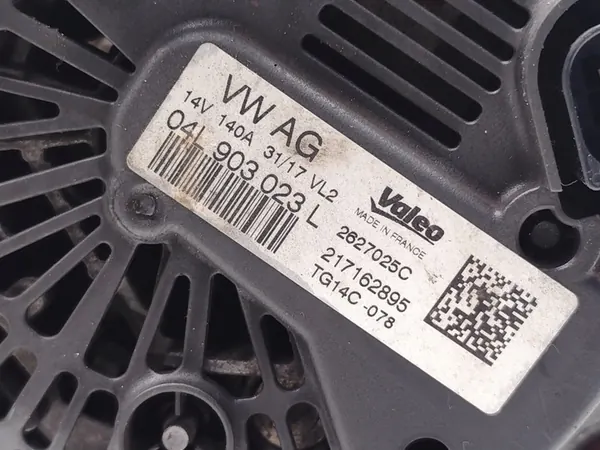 VW AG
14V 140A 31/17 VL2
04L 903 023 L
Valeo
MADE IN FRANCE
2627025C
217162895
TG14C-078